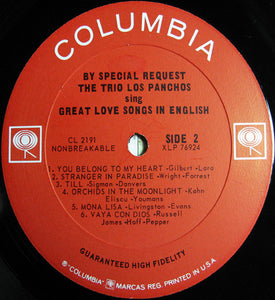 COLUMBIA
BY SPECIAL REQUEST
THE TRIO LOS PANCHOS
sing
GREAT LOVE SONGS IN ENGLISH
CL 2191
NONBREAKABLE
SIDE 2
XLP 76924
1. YOU BELONG TO MY HEART -Gilbert-Lara
2. STRANGER IN PARADISE -Wright-Forrest
3. TILL -Sigman-Danvers
4. ORCHIDS IN THE MOONLIGHT -Kahn
Eliscu-Youmans
5. MONA LISA -Livingston-Evans
6. VAYA CON DIOS -Russell
James-Hoff-Pepper
GUARANTEED HIGH FIDELITY
® "COLUMBIA" MARCAS REG. PRINTED IN U.S.A.